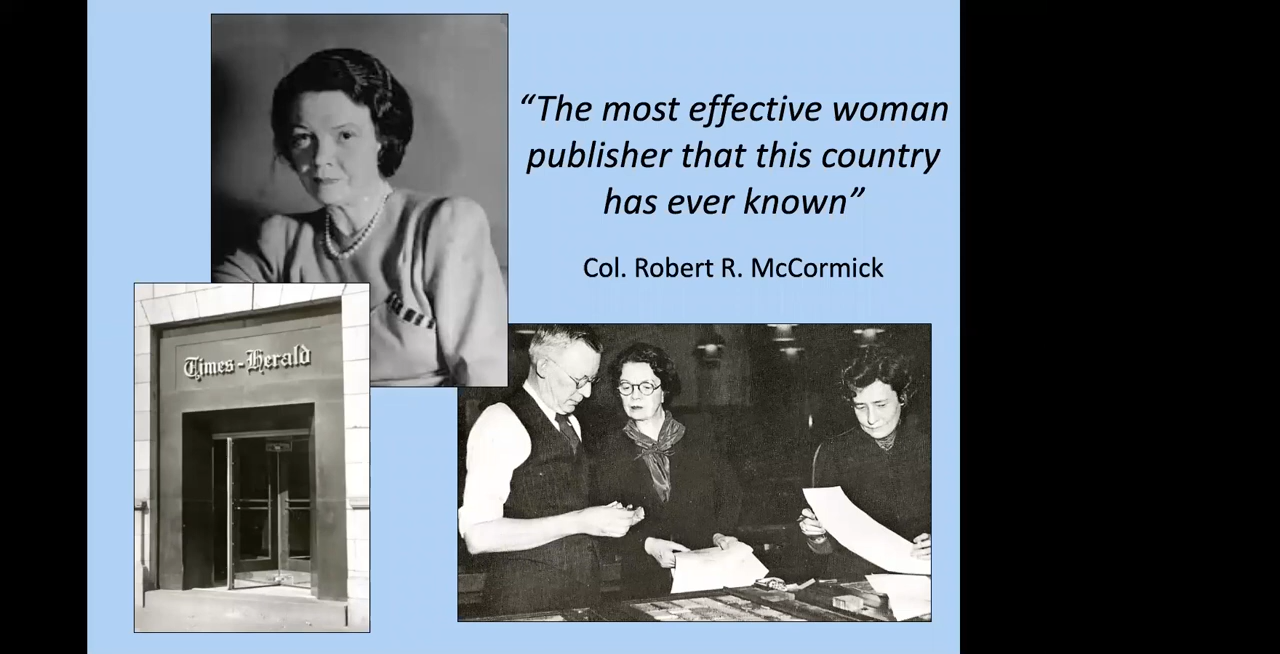 “The most effective woman
publisher that this country
has ever known”
Col. Robert R. McCormick
Times-Herald